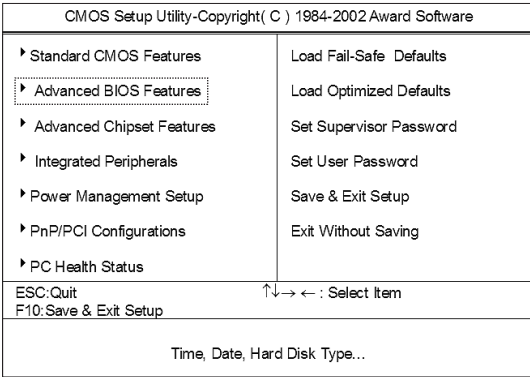 CMOS Setup Utility-Copyright( C ) 1984-2002 Award Software
Standard CMOS Features
Advanced BIOS Features
Advanced Chipset Features
Integrated Peripherals
Power Management Setup
PnP/PCI Configurations
PC Health Status
Load Fail-Safe Defaults
Load Optimized Defaults
Set Supervisor Password
Set User Password
Save & Exit Setup
Exit Without Saving
ESC:Quit ↑↓→ ← : Select Item
F10:Save & Exit Setup
Time, Date, Hard Disk Type...